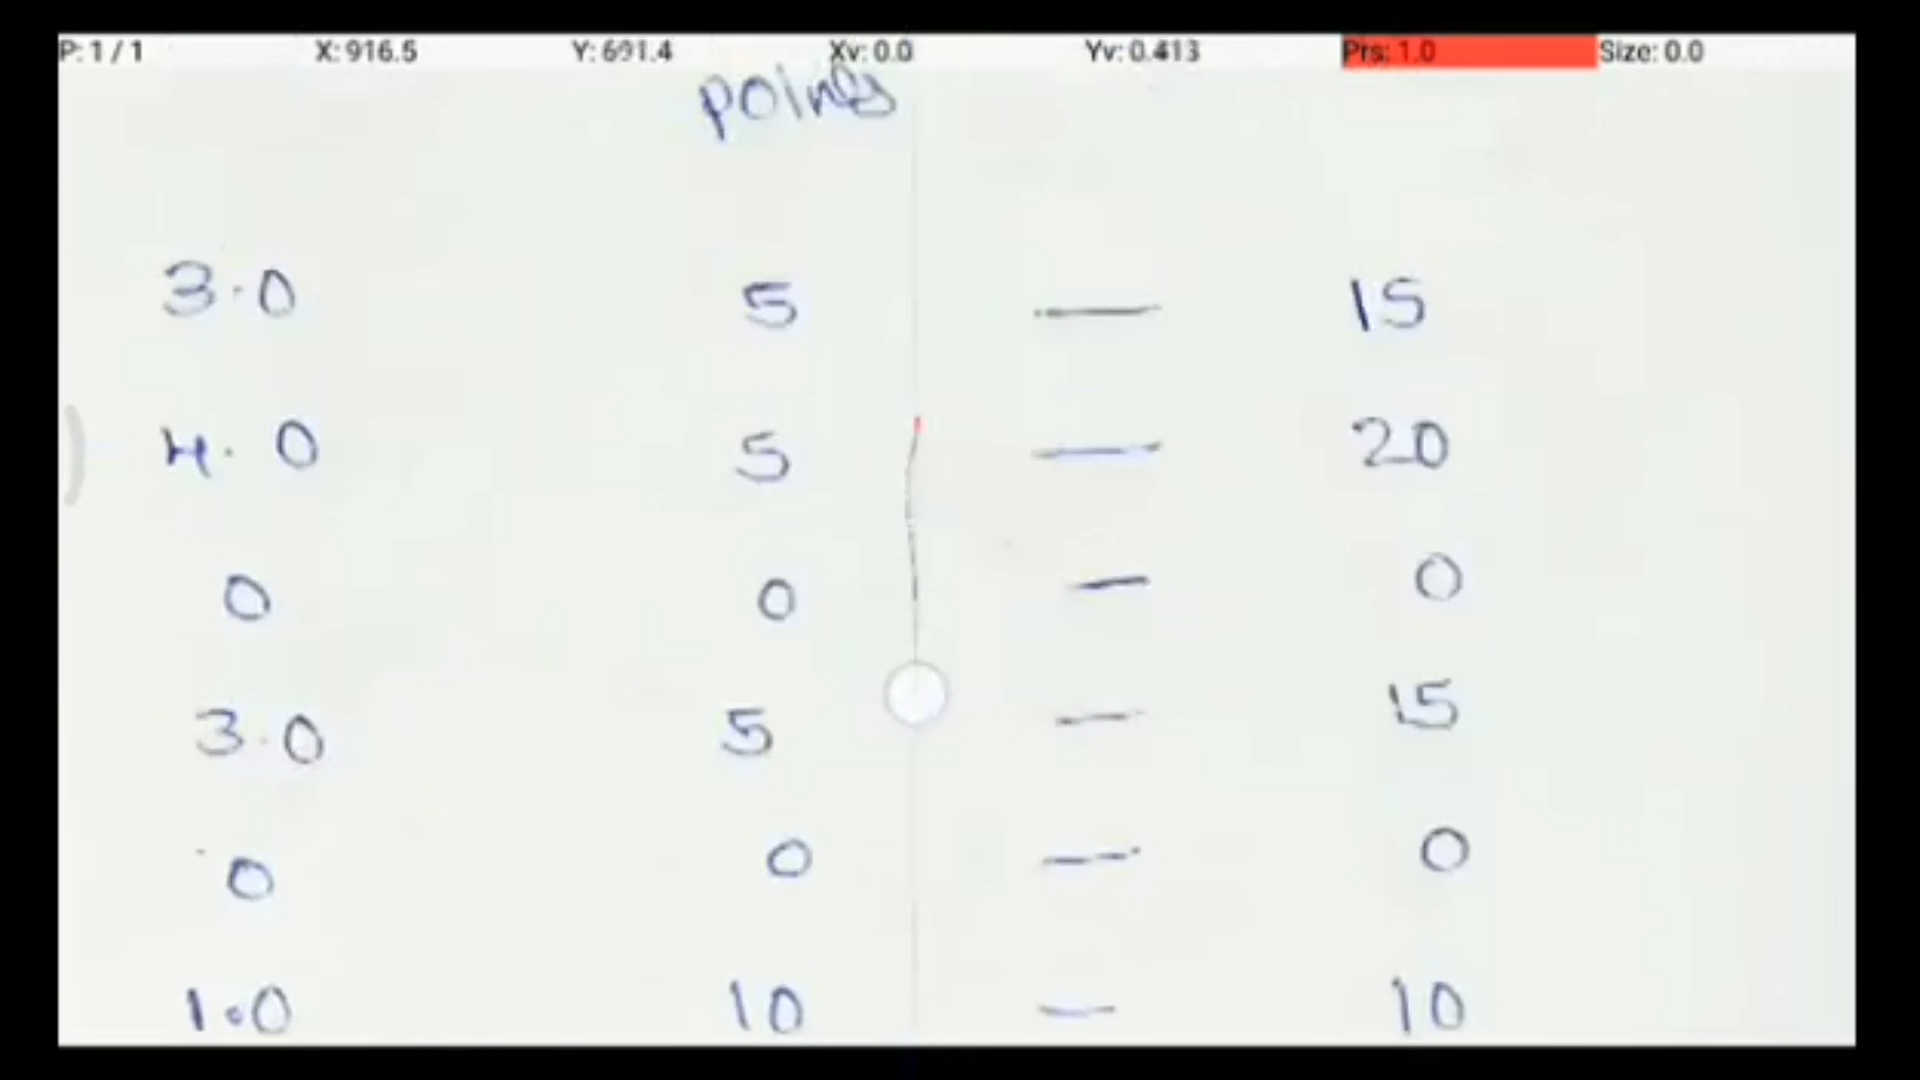 P: 1 / 1 X: 916.5 Y: 691.4 Xv: 0.0 Yv: 0.413 Prs: 1.0 Size: 0.0
points
3.0 5 — 15
4.0 5 — 20
0 0 — 0
3.0 5 — 15
0 0 — 0
1.0 10 — 10